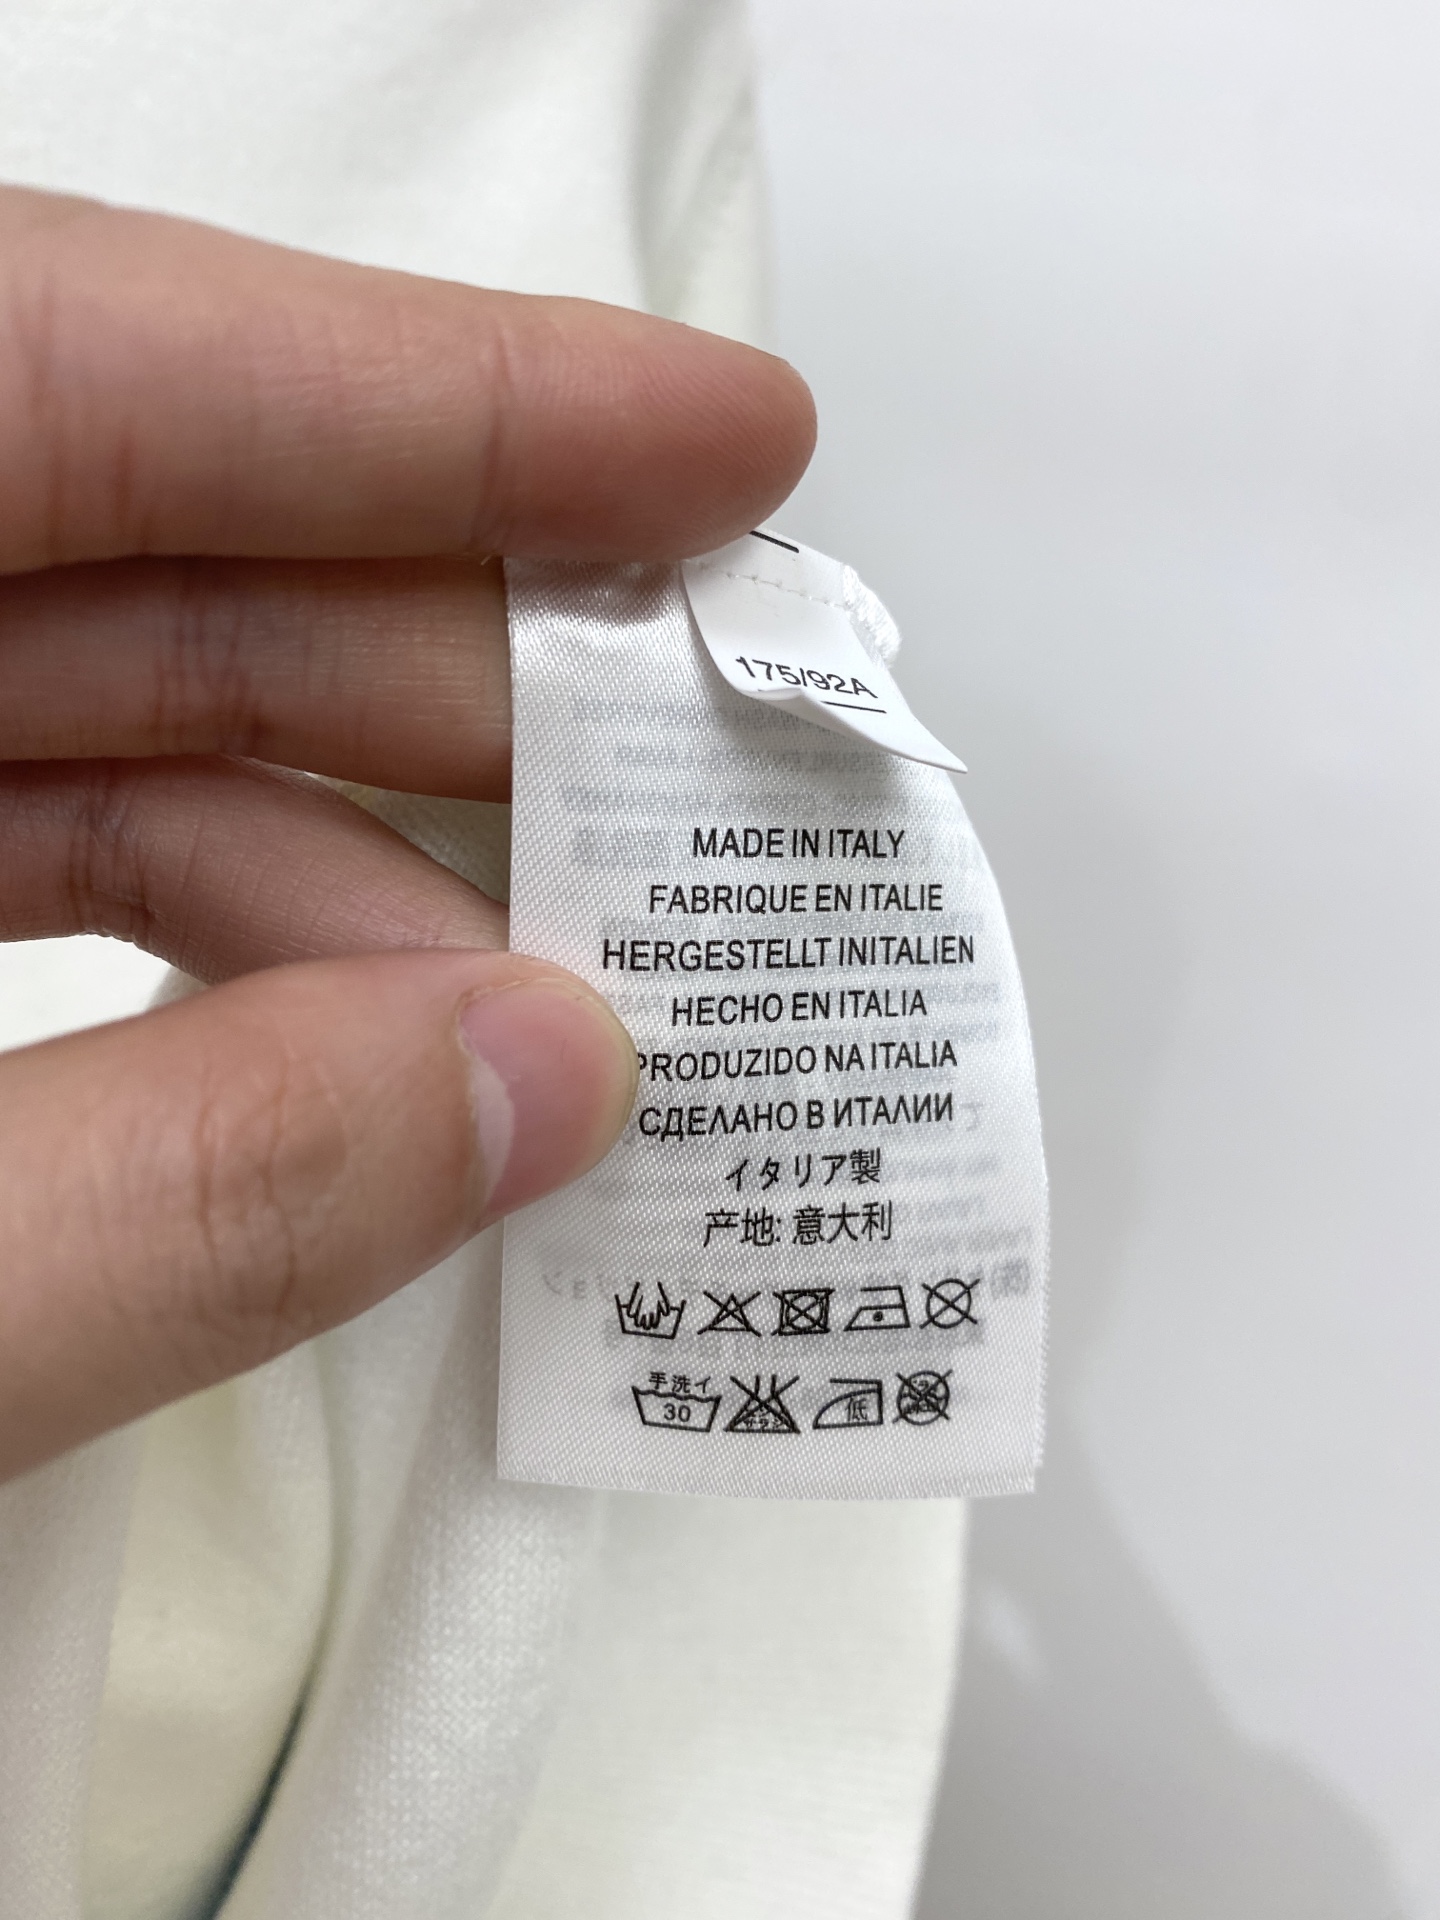 175/92A
MADE IN ITALY
FABRIQUE EN ITALIE
HERGESTELLT INITALIEN
HECHO EN ITALIA
PRODUZIDO NA ITALIA
СДЕЛАНО В ИТАЛИИ
イタリア製
产地: 意大利
手洗イ
30
低